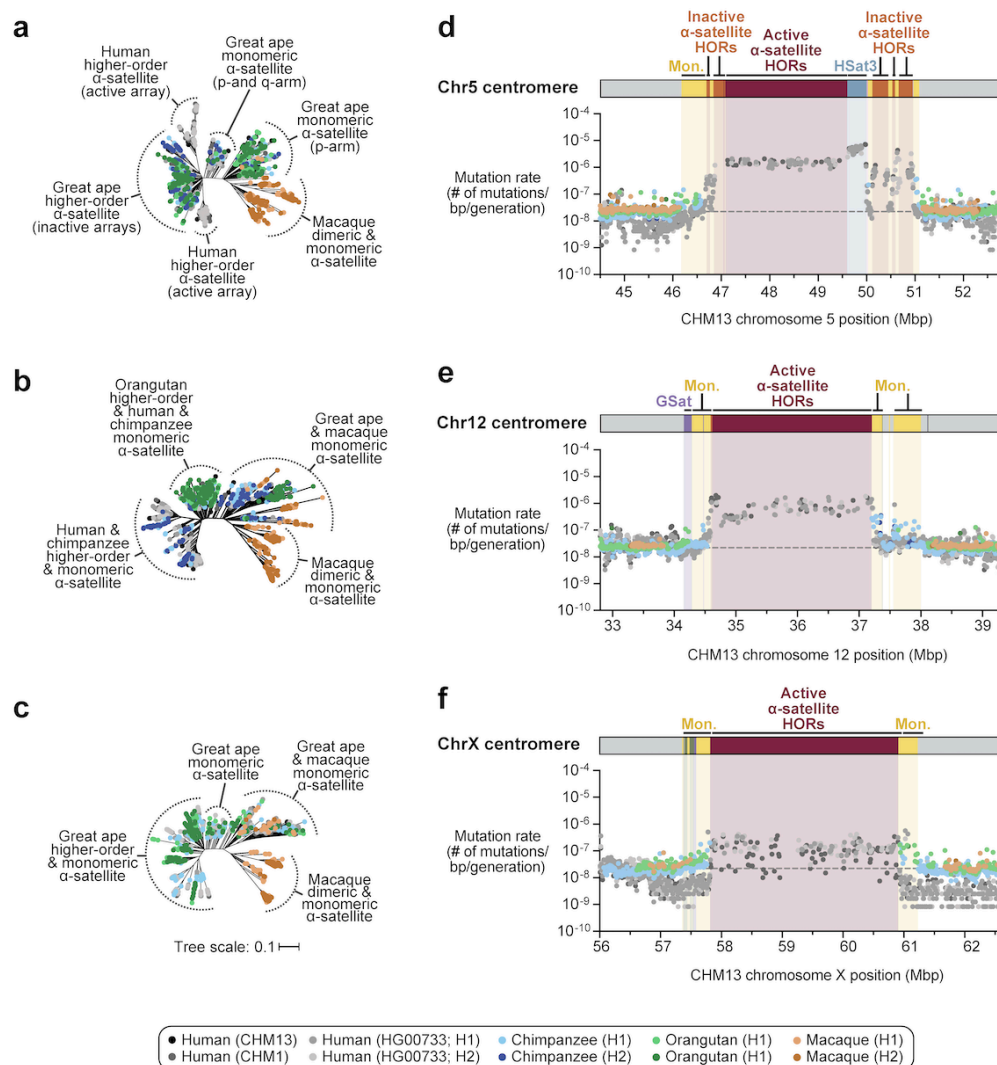 a
Human
higher-order
α-satellite
(active array)
Great ape
monomeric
α-satellite
(p-and q-arm)
Great ape
monomeric
α-satellite
(p-arm)
Great ape
higher-order
α-satellite
(inactive arrays)
Human
higher-order
α-satellite
(active array)
Macaque
dimeric &
monomeric
α-satellite
d
Inactive
α-satellite
HORs
Active
α-satellite
HORs
Inactive
α-satellite
HORs
Mon.
HSat3
Chr5 centromere
Mutation rate
(# of mutations/
bp/generation)
10-4
10-5
10-6
10-7
10-8
10-9
10-10
45 46 47 48 49 50 51 52
CHM13 chromosome 5 position (Mbp)
b
Orangutan
higher-order
& human &
chimpanzee
monomeric
α-satellite
Great ape
& macaque
monomeric
α-satellite
Human &
chimpanzee
higher-order
& monomeric
α-satellite
Macaque
dimeric &
monomeric
α-satellite
e
Active
α-satellite
HORs
Mon.
Mon.
GSat
Chr12 centromere
Mutation rate
(# of mutations/
bp/generation)
10-4
10-5
10-6
10-7
10-8
10-9
10-10
33 34 35 36 37 38 39
CHM13 chromosome 12 position (Mbp)
c
Great ape
monomeric
α-satellite
Great ape
& macaque
monomeric
α-satellite
Great ape
higher-order
& monomeric
α-satellite
Macaque
dimeric &
monomeric
α-satellite
Tree scale: 0.1
f
Active
α-satellite
HORs
Mon.
Mon.
ChrX centromere
Mutation rate
(# of mutations/
bp/generation)
10-4
10-5
10-6
10-7
10-8
10-9
10-10
56 57 58 59 60 61 62
CHM13 chromosome X position (Mbp)
Human (CHM13) Human (HG00733; H1) Chimpanzee (H1) Orangutan (H1) Macaque (H1)
Human (CHM1) Human (HG00733; H2) Chimpanzee (H2) Orangutan (H1) Macaque (H2)